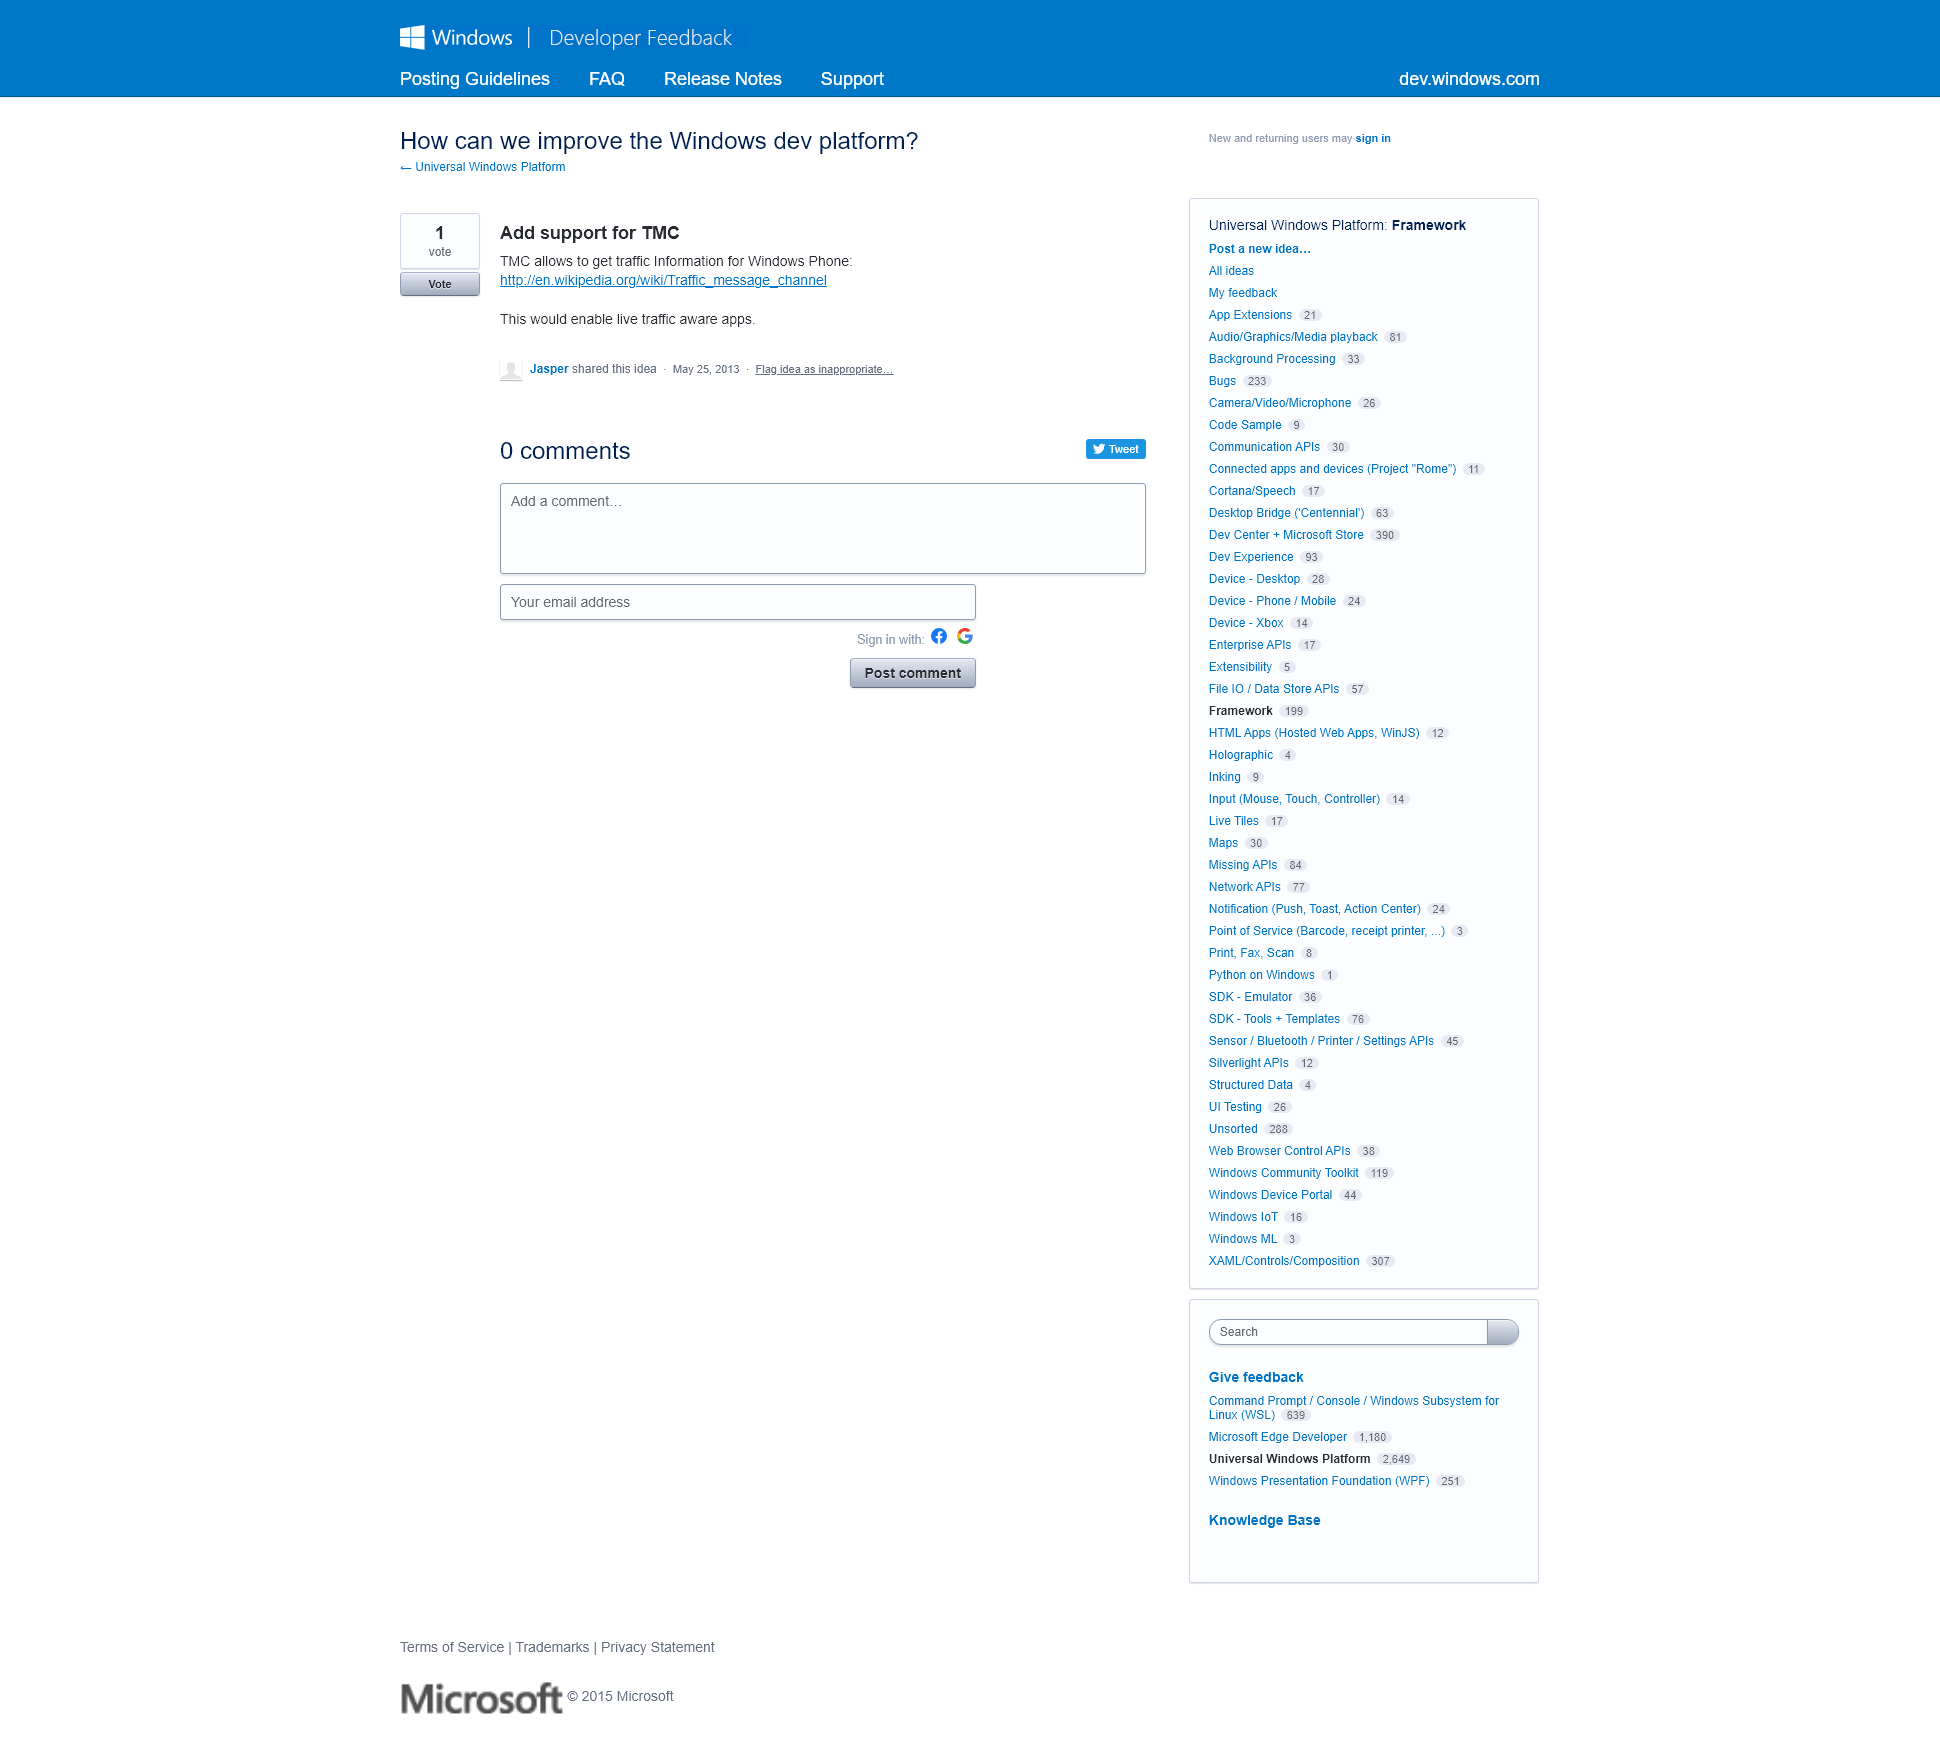 Windows | Developer Feedback
Posting Guidelines FAQ Release Notes Support dev.windows.com
How can we improve the Windows dev platform?
← Universal Windows Platform
New and returning users may sign in
1
vote
Vote
Add support for TMC
TMC allows to get traffic Information for Windows Phone:
http://en.wikipedia.org/wiki/Traffic_message_channel
This would enable live traffic aware apps.
Jasper shared this idea · May 25, 2013 · Flag idea as inappropriate…
0 comments
Tweet
Add a comment…
Your email address
Sign in with:
Post comment
Universal Windows Platform: Framework
Post a new idea…
All ideas
My feedback
App Extensions 21
Audio/Graphics/Media playback 81
Background Processing 33
Bugs 233
Camera/Video/Microphone 26
Code Sample 9
Communication APIs 30
Connected apps and devices (Project "Rome") 11
Cortana/Speech 17
Desktop Bridge ('Centennial') 63
Dev Center + Microsoft Store 390
Dev Experience 93
Device - Desktop 28
Device - Phone / Mobile 24
Device - Xbox 14
Enterprise APIs 17
Extensibility 5
File IO / Data Store APIs 57
Framework 199
HTML Apps (Hosted Web Apps, WinJS) 12
Holographic 4
Inking 9
Input (Mouse, Touch, Controller) 14
Live Tiles 17
Maps 30
Missing APIs 84
Network APIs 77
Notification (Push, Toast, Action Center) 24
Point of Service (Barcode, receipt printer, ...) 3
Print, Fax, Scan 8
Python on Windows 1
SDK - Emulator 36
SDK - Tools + Templates 76
Sensor / Bluetooth / Printer / Settings APIs 45
Silverlight APIs 12
Structured Data 4
UI Testing 26
Unsorted 288
Web Browser Control APIs 38
Windows Community Toolkit 119
Windows Device Portal 44
Windows IoT 16
Windows ML 3
XAML/Controls/Composition 307
Search
Give feedback
Command Prompt / Console / Windows Subsystem for
Linux (WSL) 639
Microsoft Edge Developer 1,180
Universal Windows Platform 2,649
Windows Presentation Foundation (WPF) 251
Knowledge Base
Terms of Service | Trademarks | Privacy Statement
Microsoft © 2015 Microsoft